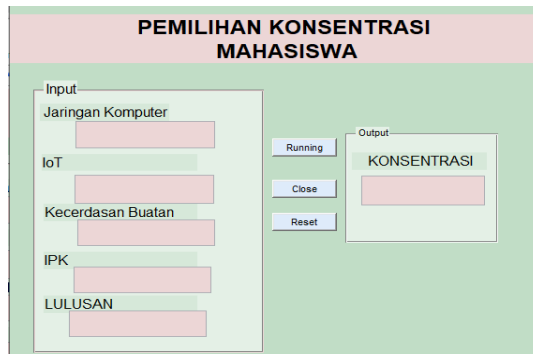 PEMILIHAN KONSENTRASI
MAHASISWA
Input
Jaringan Komputer
IoT
Kecerdasan Buatan
IPK
LULUSAN
Running
Close
Reset
Output
KONSENTRASI